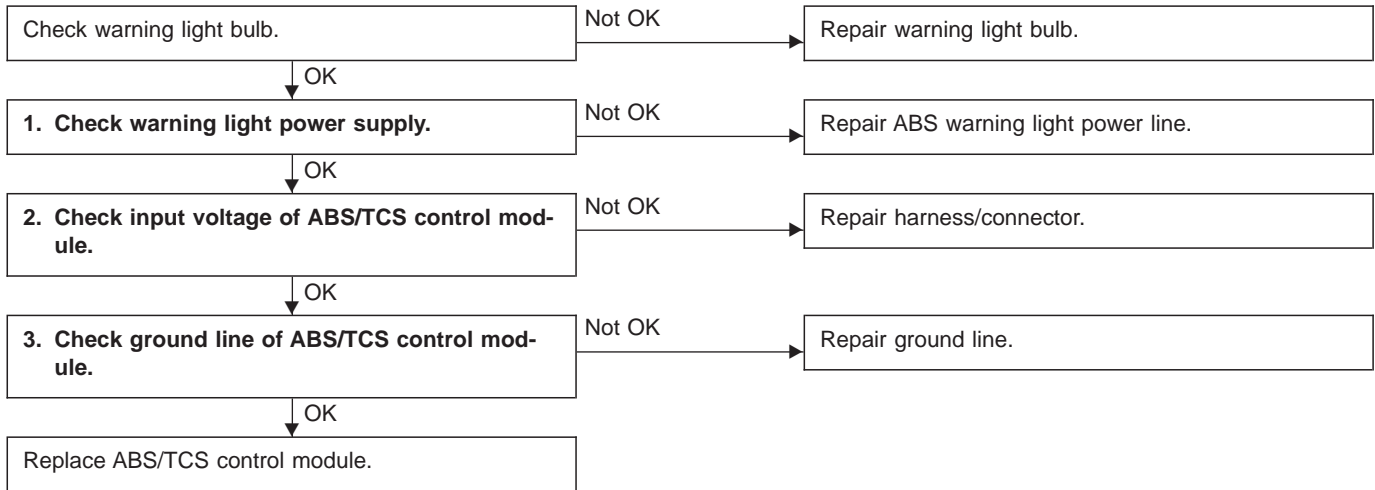 Check warning light bulb.
Not OK
Repair warning light bulb.
OK
1. Check warning light power supply.
Not OK
Repair ABS warning light power line.
OK
2. Check input voltage of ABS/TCS control mod-
ule.
Not OK
Repair harness/connector.
OK
3. Check ground line of ABS/TCS control mod-
ule.
Not OK
Repair ground line.
OK
Replace ABS/TCS control module.